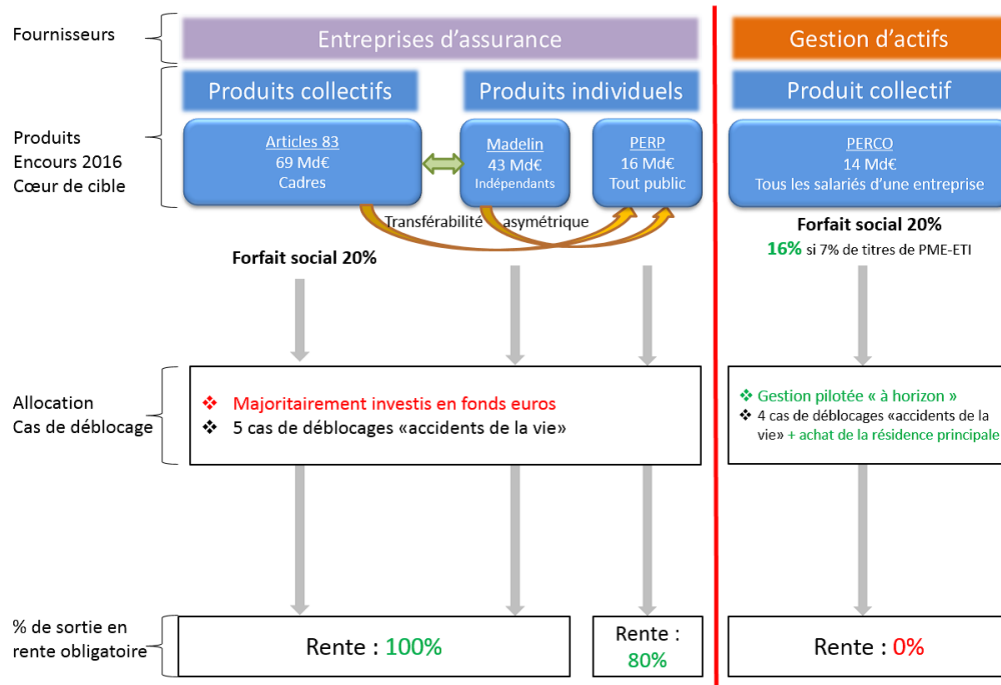 Fournisseurs
Entreprises d’assurance
Gestion d’actifs
Produits collectifs
Produits individuels
Produit collectif
Produits
Encours 2016
Cœur de cible
Articles 83
69 Md€
Cadres
Madelin
43 Md€
Indépendants
PERP
16 Md€
Tout public
PERCO
14 Md€
Tous les salariés d’une entreprise
Transférabilité asymétrique
Forfait social 20%
Forfait social 20%
16% si 7% de titres de PME-ETI
Allocation
Cas de déblocage
❖ Majoritairement investis en fonds euros
❖ 5 cas de déblocages «accidents de la vie»
❖ Gestion pilotée « à horizon »
❖ 4 cas de déblocages «accidents de la
vie» + achat de la résidence principale
% de sortie en
rente obligatoire
Rente : 100%
Rente :
80%
Rente : 0%